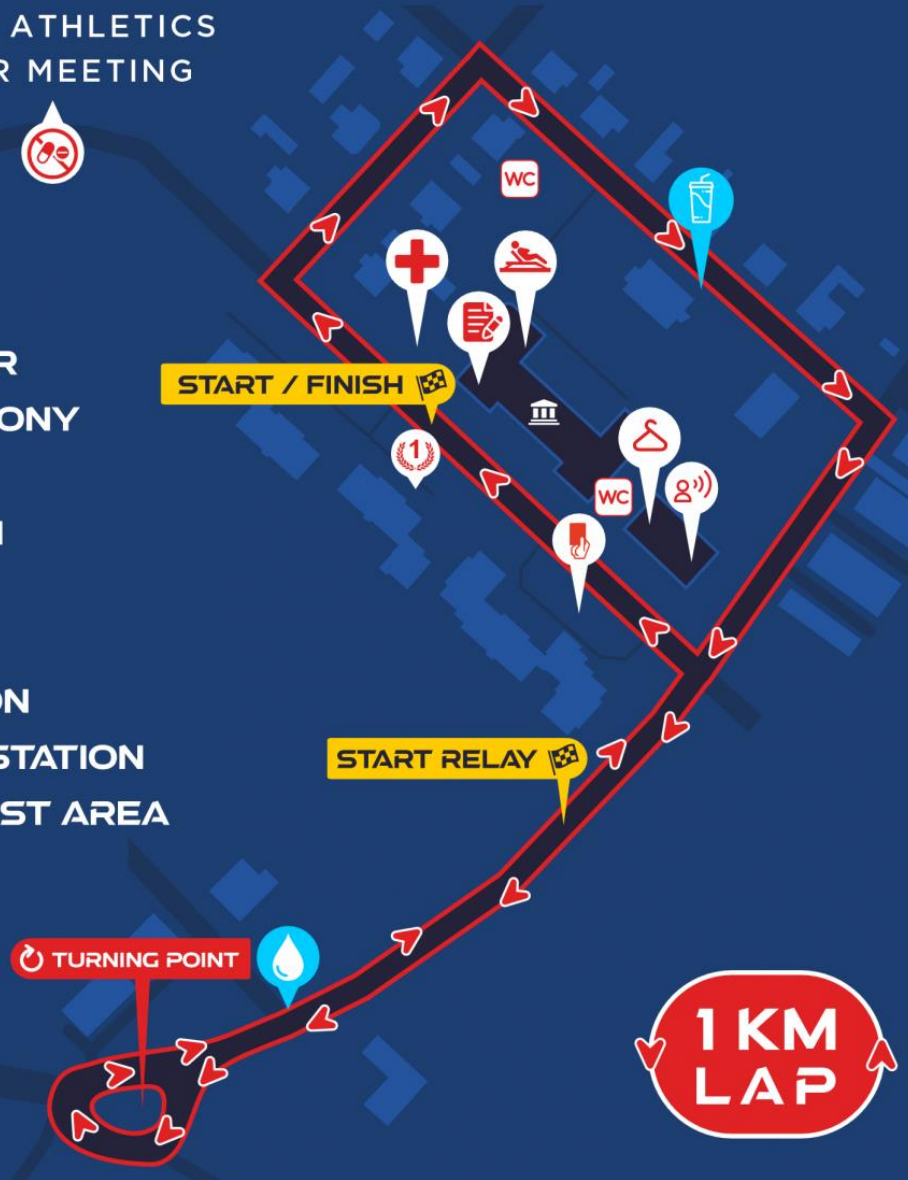 ATHLETICS
R MEETING
WC
R
START / FINISH
ONY
1
WC
N
ON
STATION
START RELAY
ST AREA
TURNING POINT
1 KM
LAP